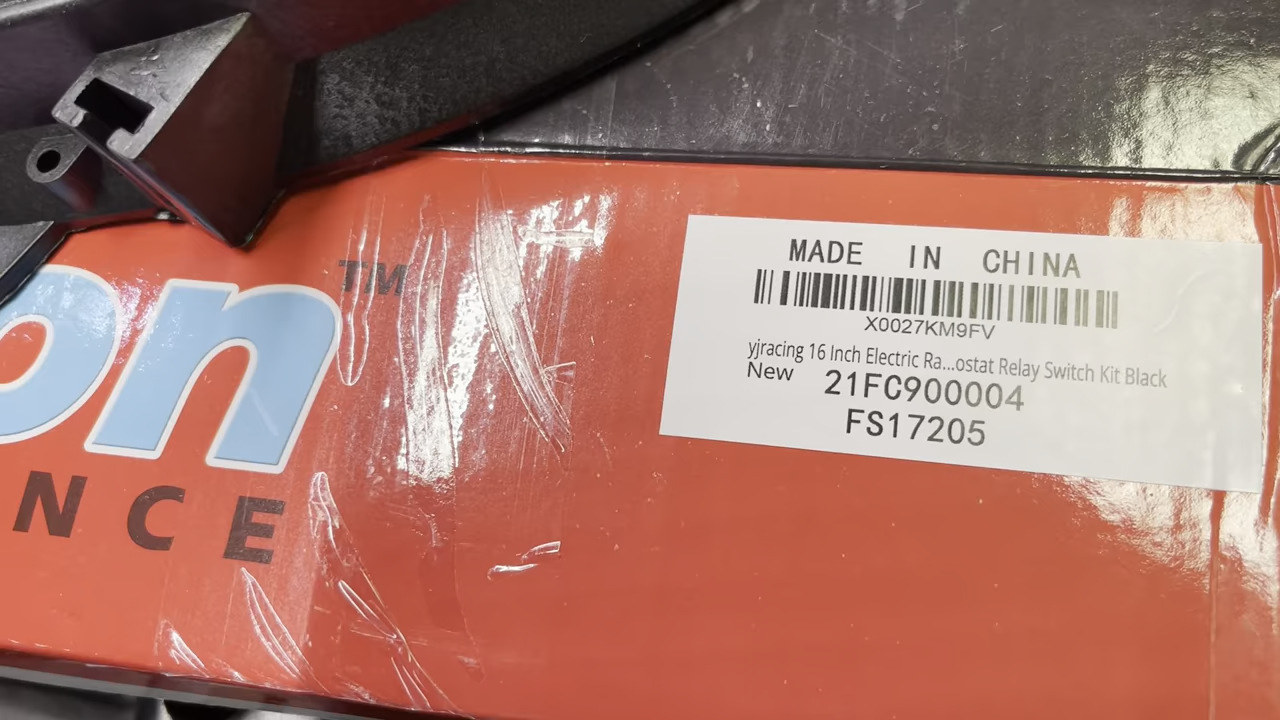 on TM
NCE
MADE IN CHINA
X0027KM9FV
yjracing 16 Inch Electric Ra...ostat Relay Switch Kit Black
New 21FC900004
FS17205